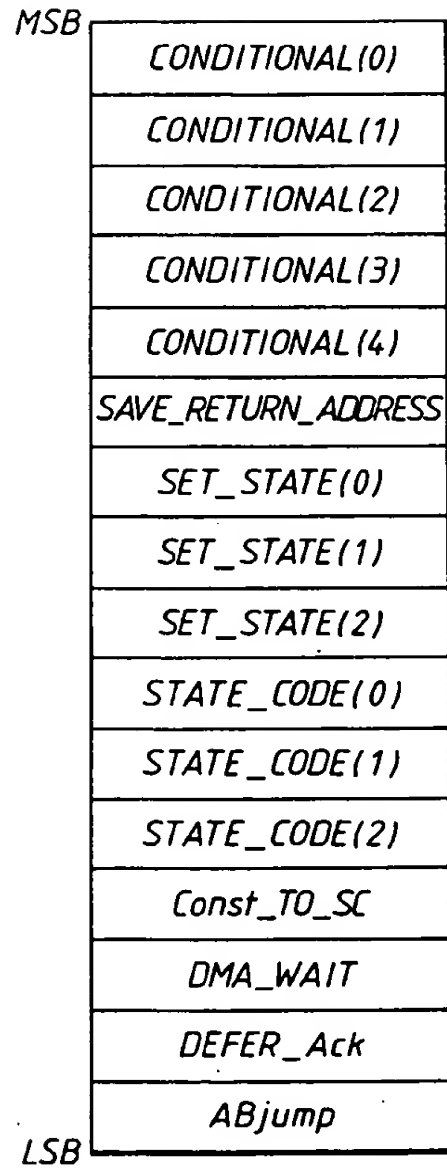 MSB
CONDITIONAL(0)
CONDITIONAL(1)
CONDITIONAL(2)
CONDITIONAL(3)
CONDITIONAL(4)
SAVE_RETURN_ADDRESS
SET_STATE(0)
SET_STATE(1)
SET_STATE(2)
STATE_CODE(0)
STATE_CODE(1)
STATE_CODE(2)
Const_TO_SC
DMA_WAIT
DEFER_Ack
ABjump
LSB